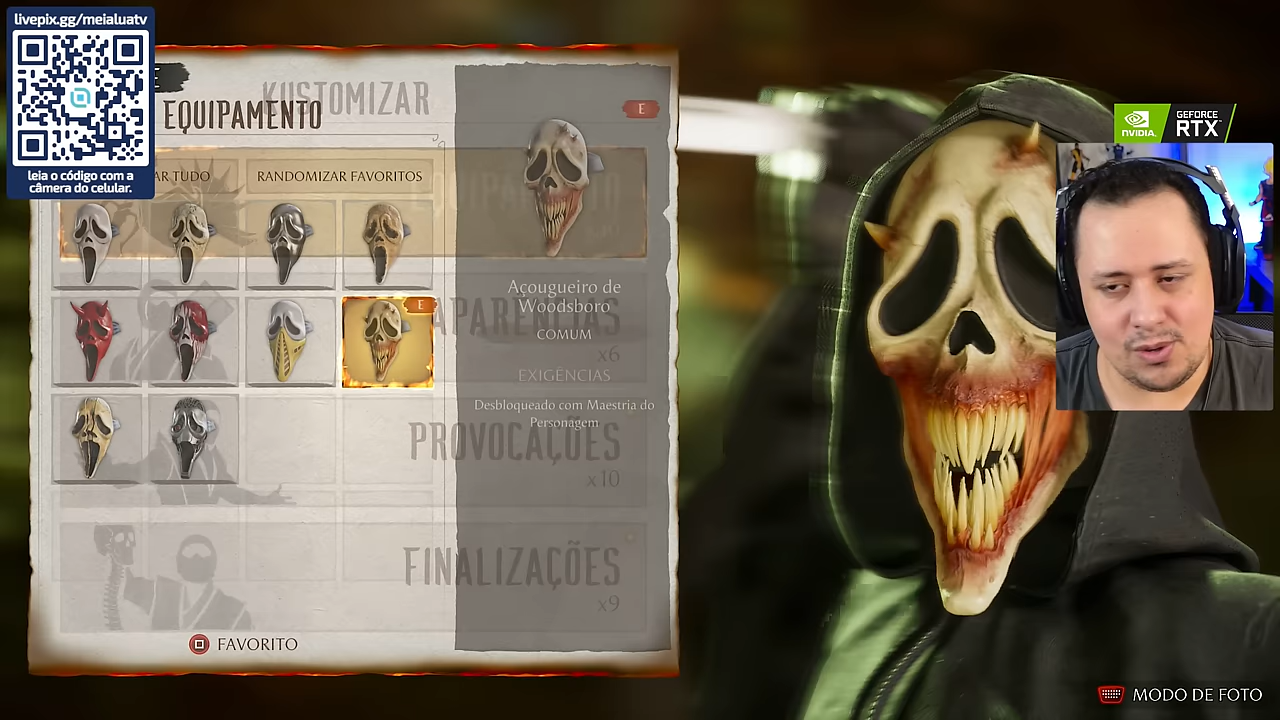 livepix.gg/meialuatv
leia o código com a
câmera do celular.
KUSTOMIZAR
EQUIPAMENTO
AR TUDO
RANDOMIZAR FAVORITOS
E
E
Açougueiro de
Woodsboro
COMUM
x6
EXIGÊNCIAS
Desbloqueado com Maestria do
Personagem
PROVOCAÇÕES
x10
FINALIZAÇÕES
x9
FAVORITO
NVIDIA.
GEFORCE
RTX
MODO DE FOTO